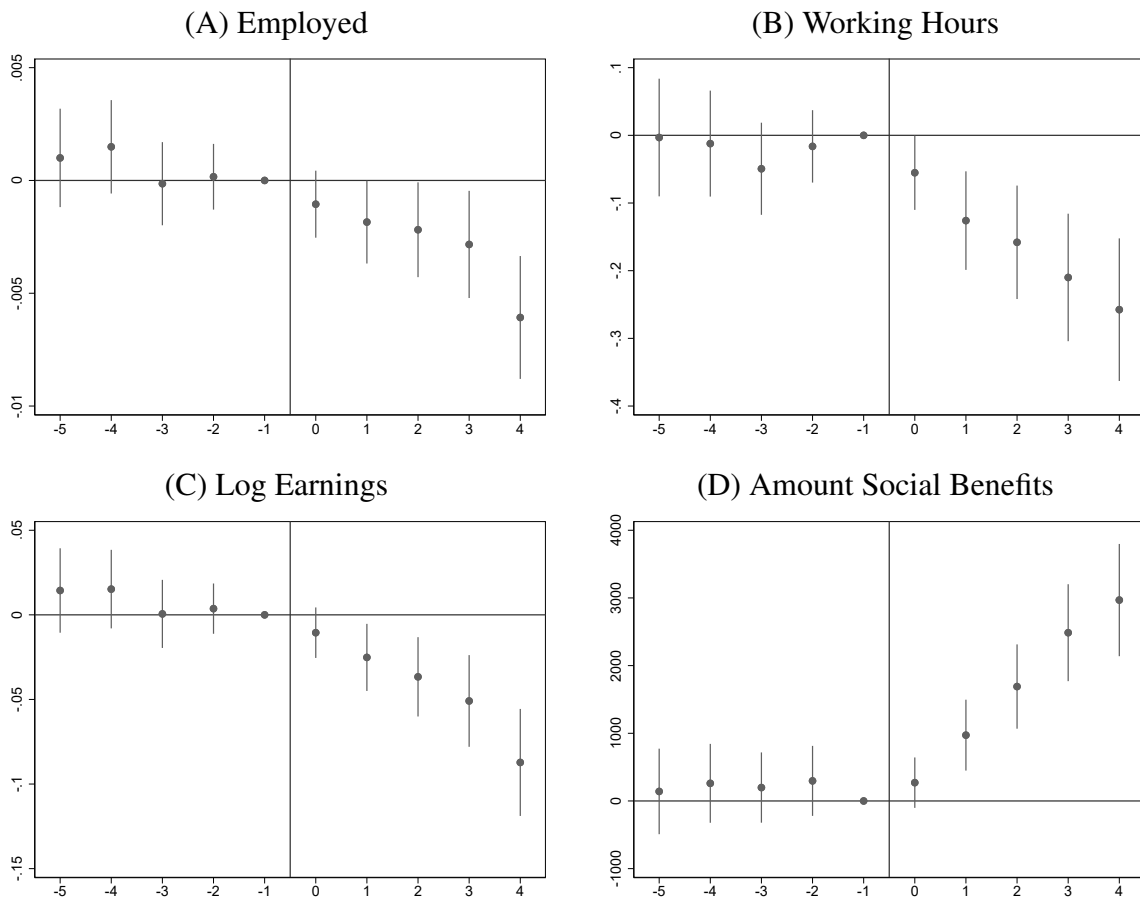 (A) Employed
.005
0
-.005
-.01
-5 -4 -3 -2 -1 0 1 2 3 4
(B) Working Hours
.1
0
-.1
-.2
-.3
-.4
-5 -4 -3 -2 -1 0 1 2 3 4
(C) Log Earnings
.05
0
-.05
-.1
-.15
-5 -4 -3 -2 -1 0 1 2 3 4
(D) Amount Social Benefits
4000
3000
2000
1000
0
-1000
-5 -4 -3 -2 -1 0 1 2 3 4